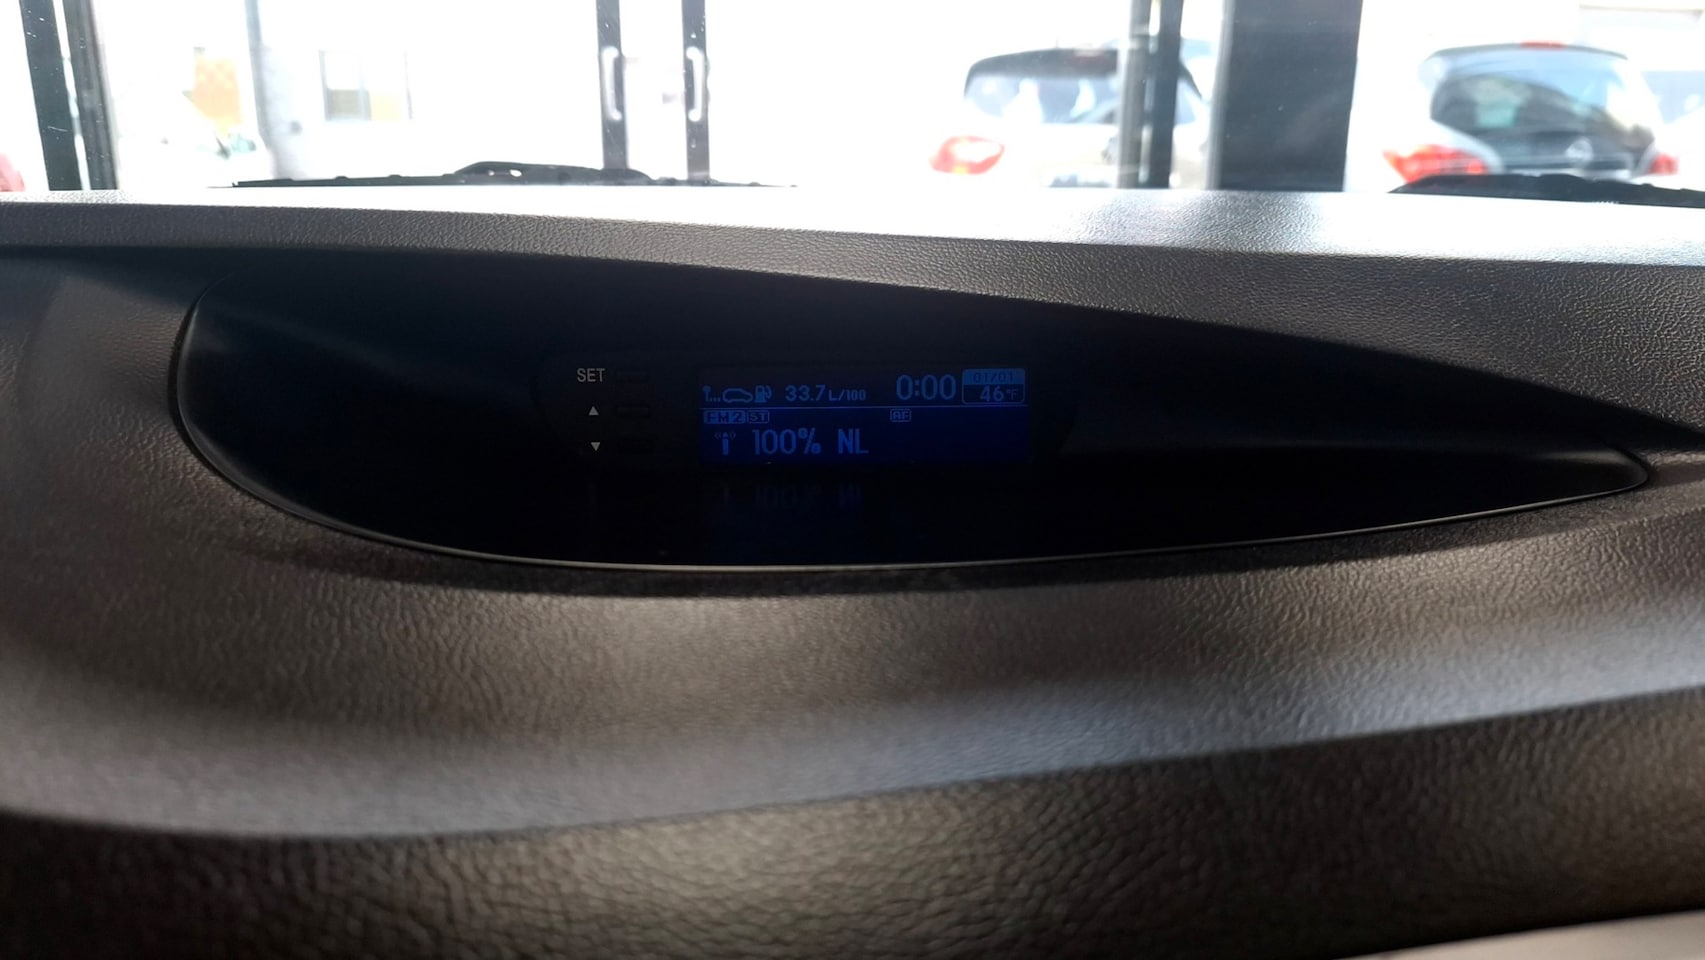 SET
33.7 L/100 0:00 01/01
46°F
FM2 ST AF
100% NL